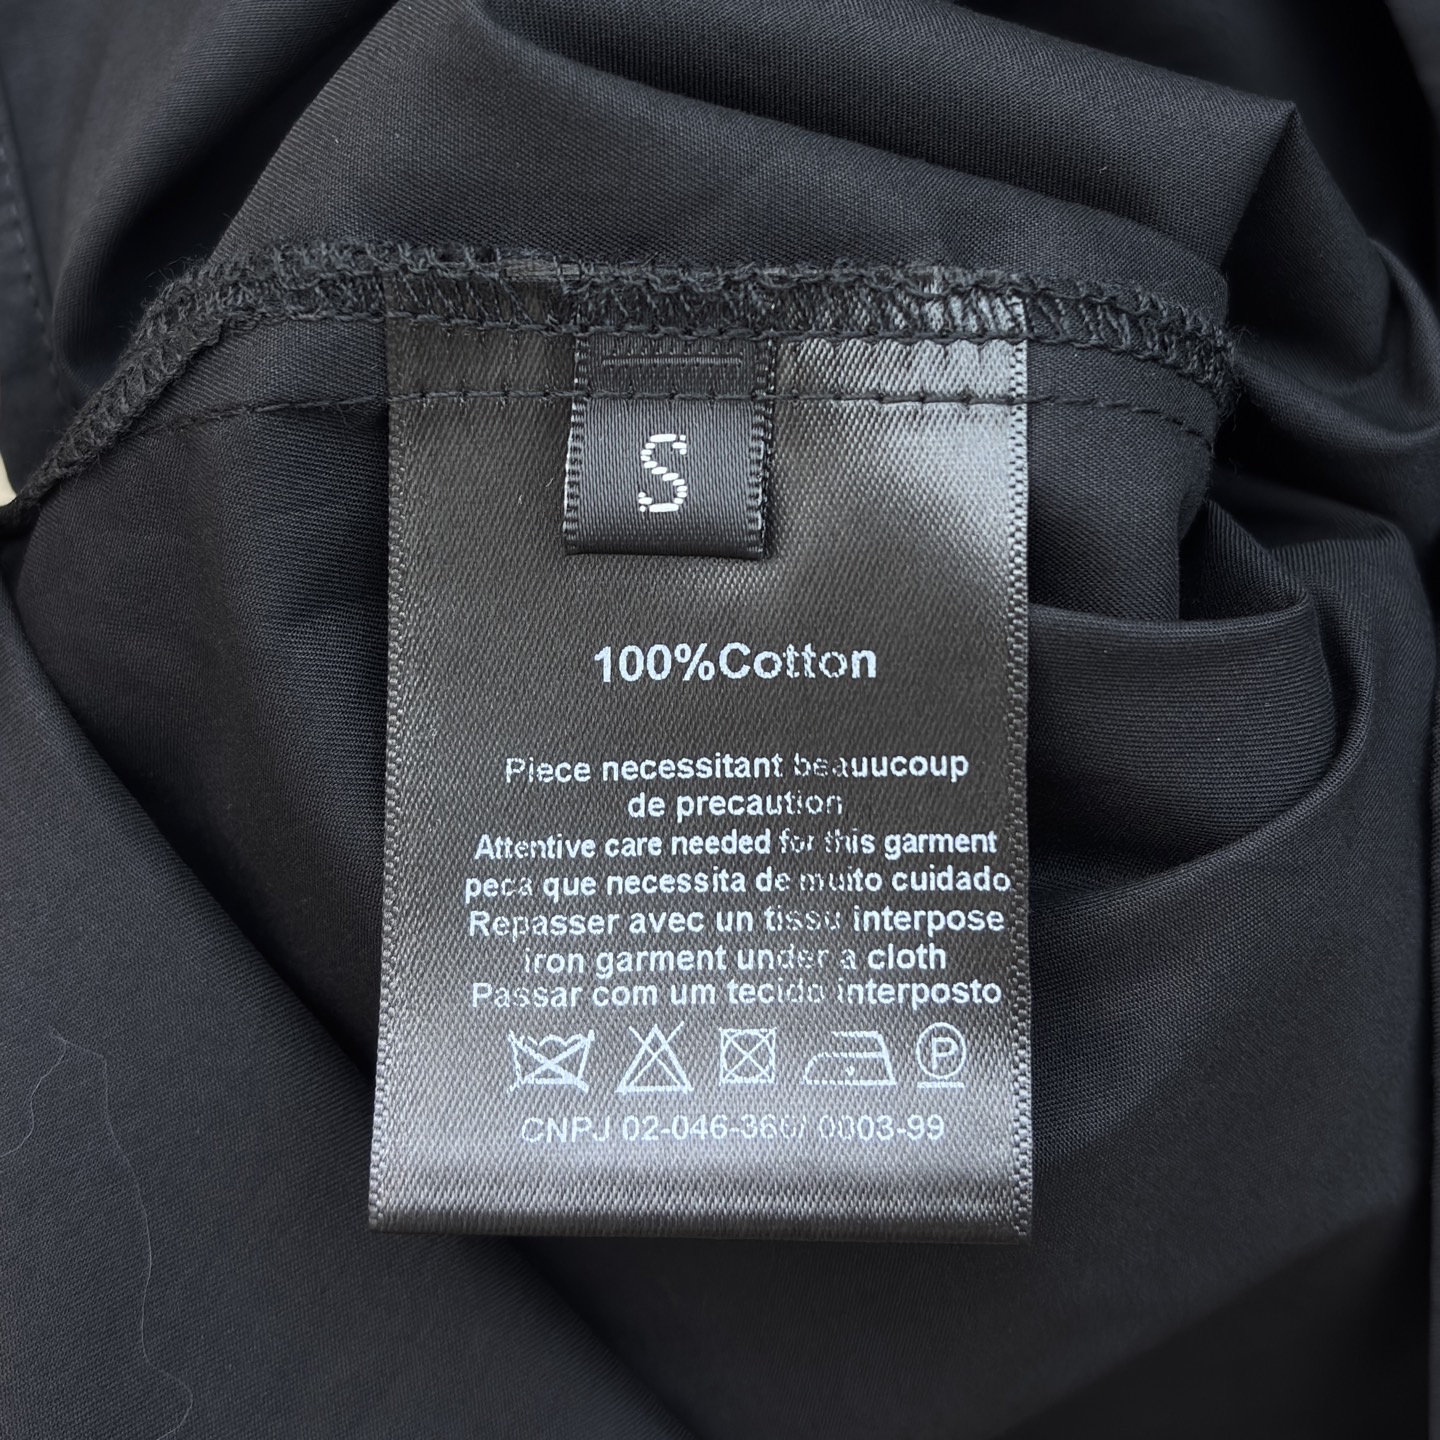 S
100%Cotton
Piece necessitant beauucoup
de precaution
Attentive care needed for this garment
peca que necessita de muito cuidado
Repasser avec un tissu interpose
iron garment under a cloth
Passar com um tecido interposto
P
CNPJ 02-046-366/ 0003-99